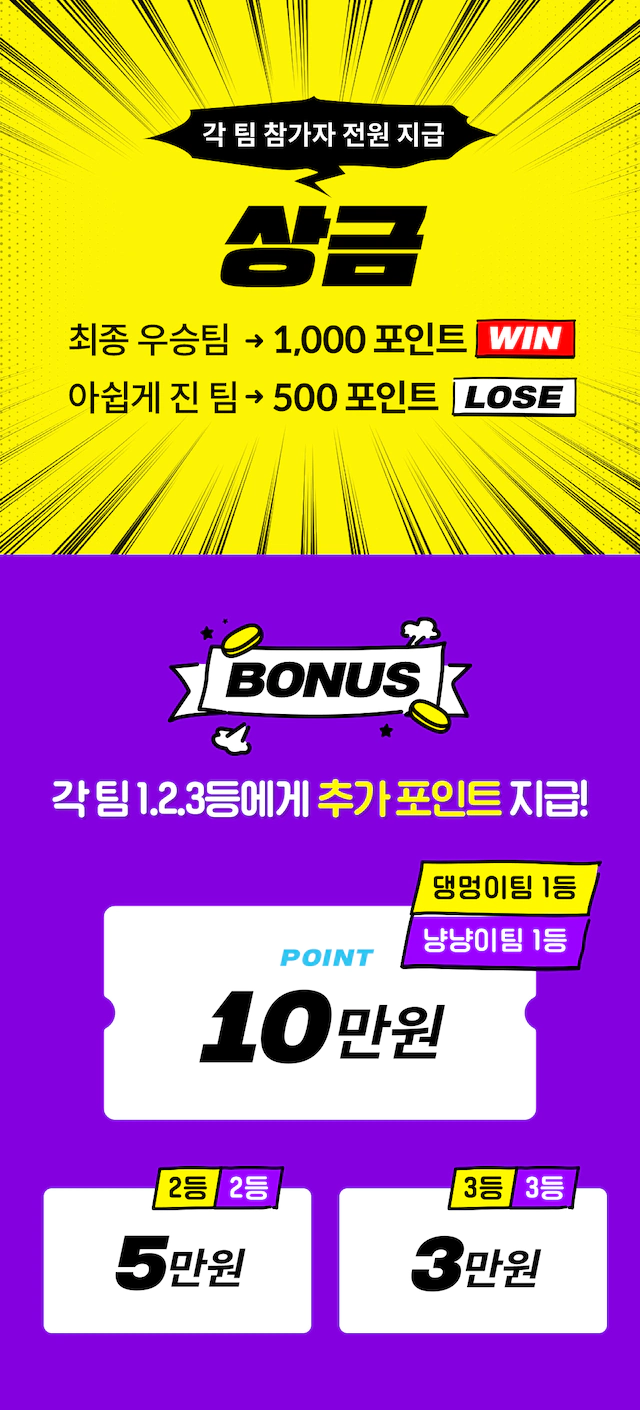 각 팀 참가자 전원 지급
상금
최종 우승팀 → 1,000 포인트 WIN
아쉽게 진 팀 → 500 포인트 LOSE
BONUS
각 팀 1.2.3등에게 추가 포인트 지급!
댕멍이팀 1등
냥냥이팀 1등
POINT
10만원
2등 2등
5만원
3등 3등
3만원